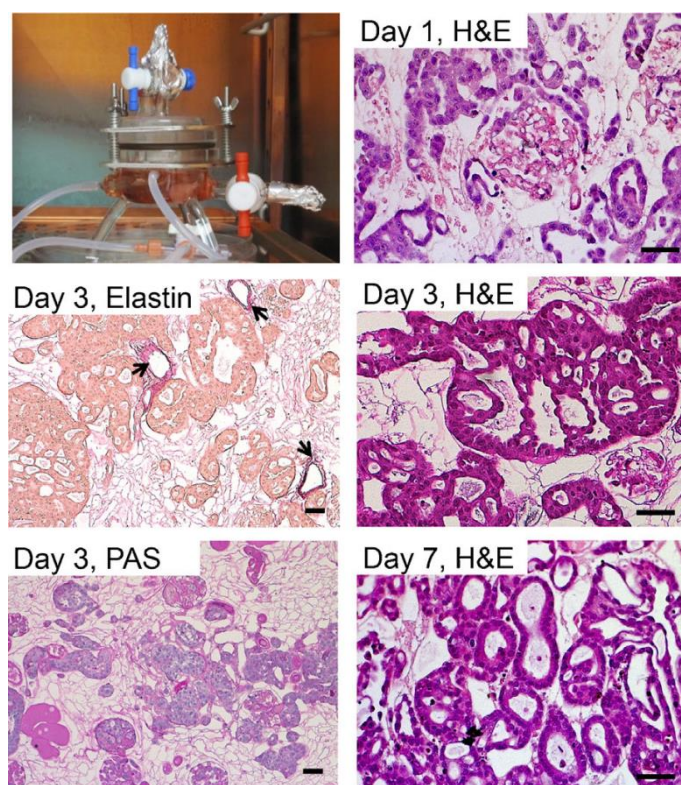 Day 1, H&E
Day 3, Elastin
Day 3, H&E
Day 3, PAS
Day 7, H&E